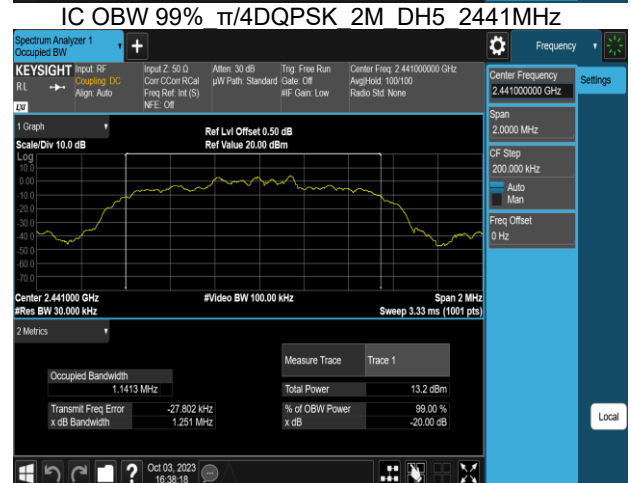 IC OBW 99%_π/4DQPSK_2M_DH5_2441MHz
Spectrum Analyzer 1
Occupied BW
+
Frequency
KEYSIGHT
RL
Input: RF
Coupling: DC
Align: Auto
Input Z: 50 Ω
Corr CCorr RCal
Freq Ref: Int (S)
NFE: Off
Atten: 30 dB
µW Path: Standard
Trig: Free Run
Gate: Off
#IF Gain: Low
Center Freq: 2.441000000 GHz
Avg|Hold: 100/100
Radio Std: None
LXI
Center Frequency
2.441000000 GHz
Settings
Span
2.0000 MHz
CF Step
200.000 kHz
Auto
Man
Freq Offset
0 Hz
1 Graph
Scale/Div 10.0 dB
Ref Lvl Offset 0.50 dB
Ref Value 20.00 dBm
Log
10.0
0.00
-10.0
-20.0
-30.0
-40.0
-50.0
-60.0
-70.0
Center 2.441000 GHz
#Res BW 30.000 kHz
#Video BW 100.00 kHz
Span 2 MHz
Sweep 3.33 ms (1001 pts)
2 Metrics
Measure Trace Trace 1
Occupied Bandwidth
1.1413 MHz
Total Power 13.2 dBm
Transmit Freq Error -27.802 kHz
% of OBW Power 99.00 %
x dB Bandwidth 1.251 MHz
x dB -20.00 dB
Local
?
Oct 03, 2023
16:38:18